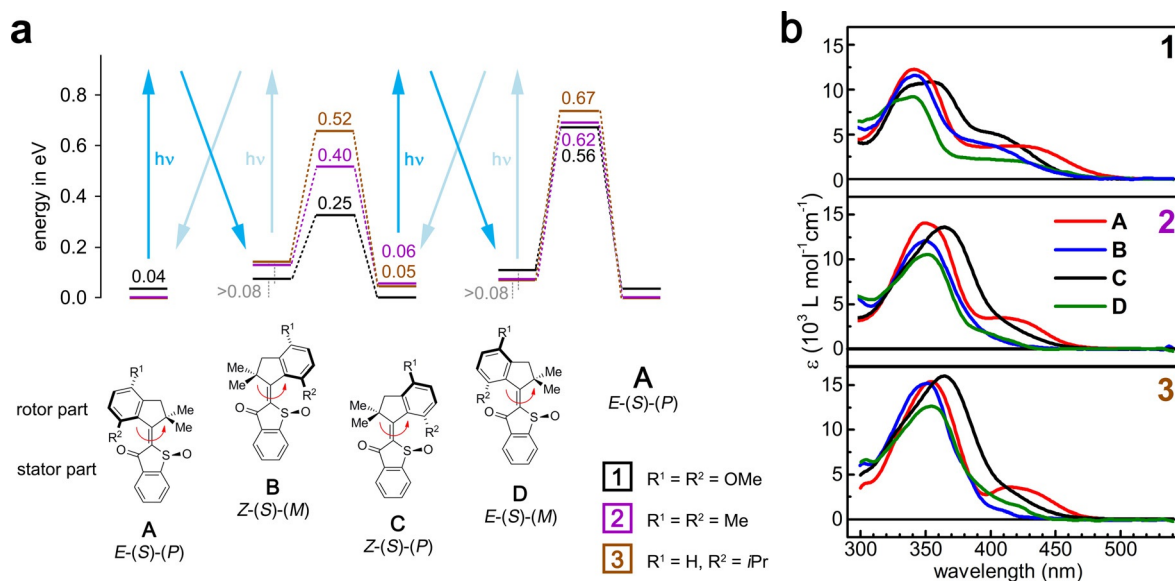 a
energy in eV
0.8
0.6
0.4
0.2
0.0
hν
hν
hν
hν
0.04
0.52
0.40
0.25
>0.08
0.06
0.05
>0.08
0.67
0.62
0.56
rotor part
stator part
R¹
R²
Me
Me
O
S
O
A
E-(S)-(P)
R¹
Me
Me
R²
O
S
O
B
Z-(S)-(M)
R¹
Me
Me
R²
O
S
O
C
Z-(S)-(P)
R¹
R²
Me
Me
O
S
O
D
E-(S)-(M)
A
E-(S)-(P)
1 R¹ = R² = OMe
2 R¹ = R² = Me
3 R¹ = H, R² = iPr
b
ε (10³ L mol⁻¹cm⁻¹)
15
10
5
0
1
15
10
5
0
2
A
B
C
D
15
10
5
0
3
300 350 400 450 500
wavelength (nm)